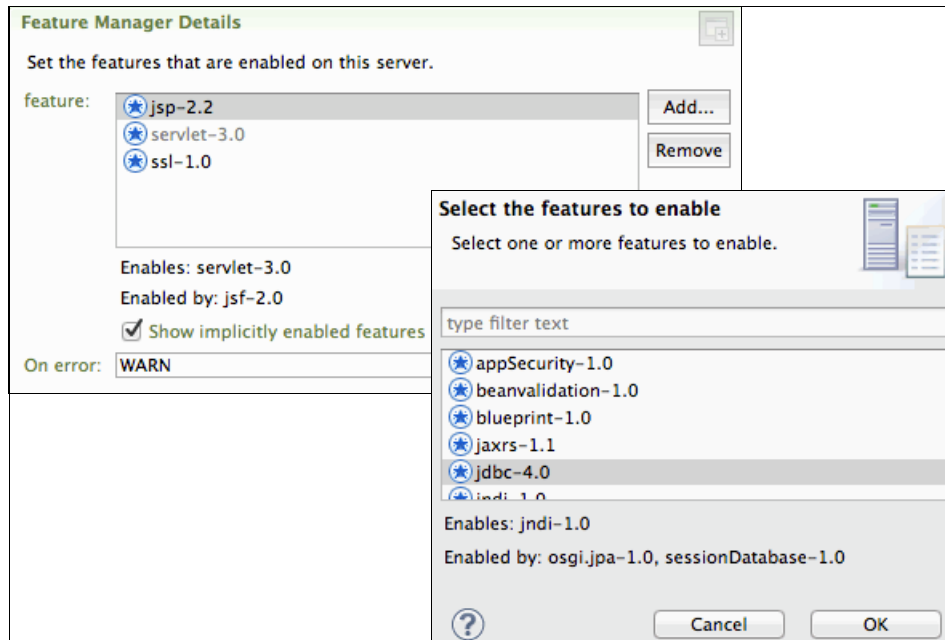 Feature Manager Details
Set the features that are enabled on this server.
feature:
jsp-2.2
servlet-3.0
ssl-1.0
Add...
Remove
Enables: servlet-3.0
Enabled by: jsf-2.0
Show implicitly enabled features
On error:
WARN
Select the features to enable
Select one or more features to enable.
type filter text
appSecurity-1.0
beanvalidation-1.0
blueprint-1.0
jaxrs-1.1
jdbc-4.0
jndi-1.0
Enables: jndi-1.0
Enabled by: osgi.jpa-1.0, sessionDatabase-1.0
?
Cancel
OK